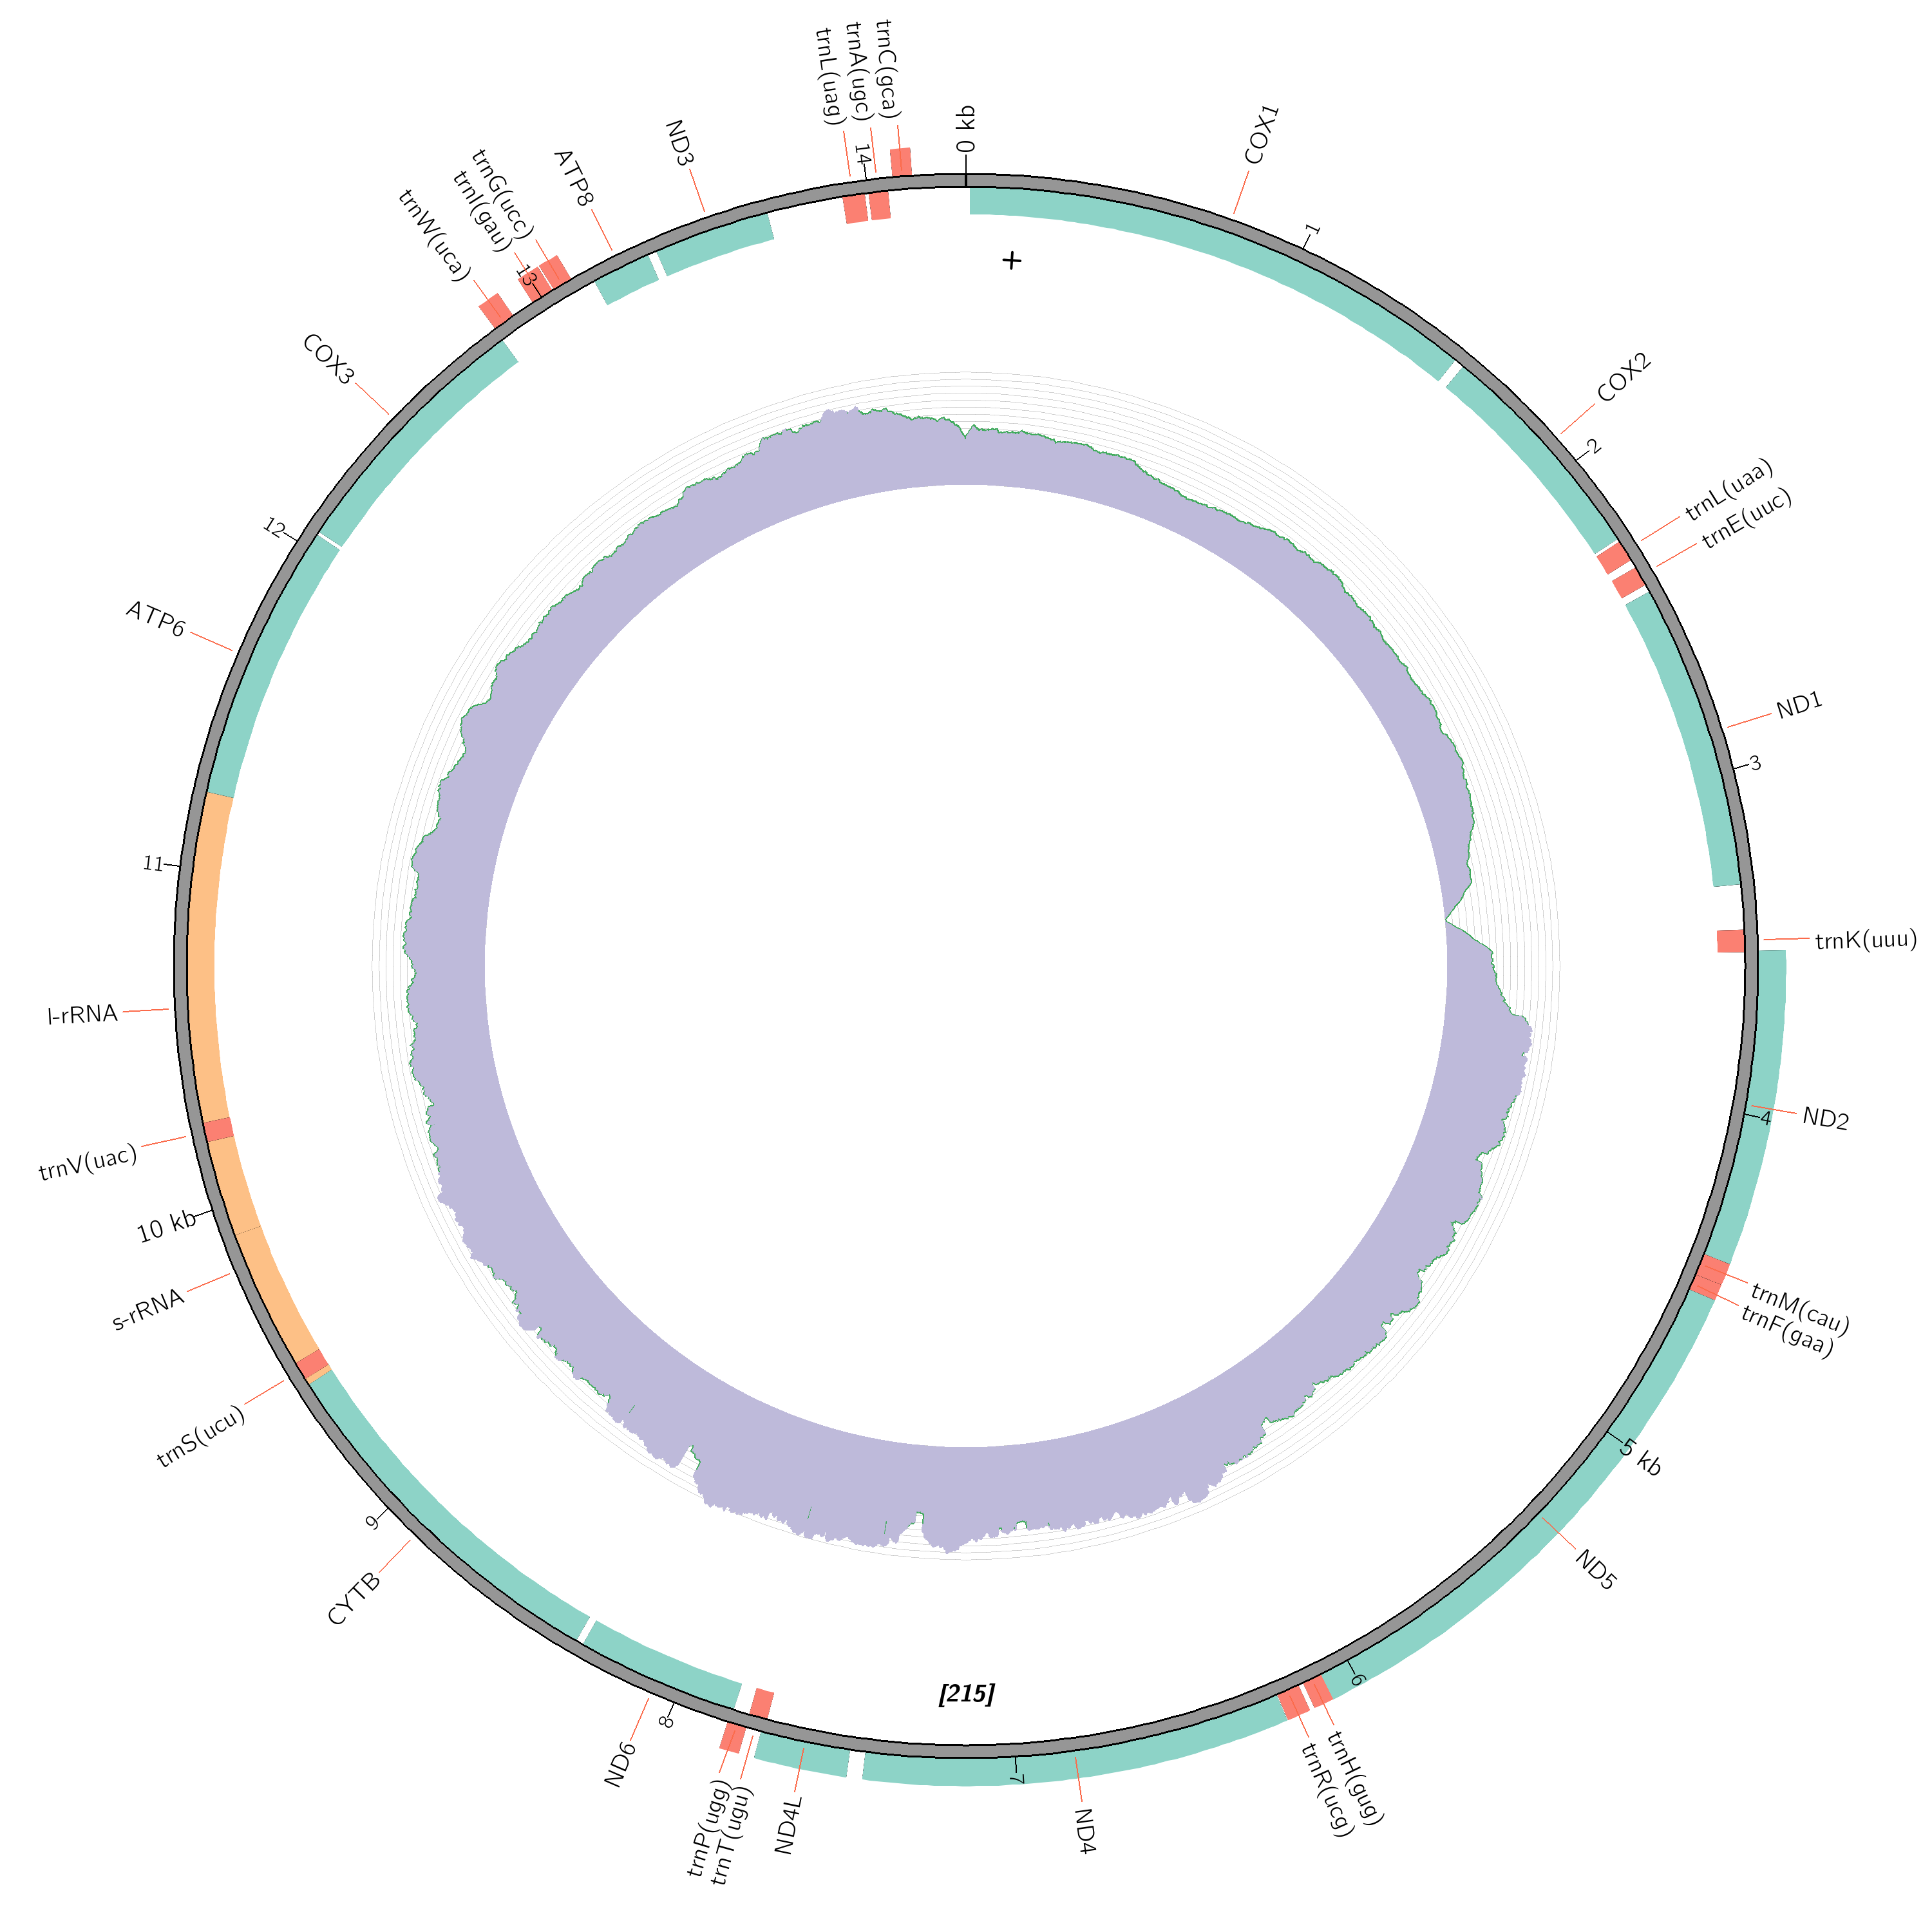 0 kb
COX1
1
COX2
2
trnL(uaa)
trnE(uuc)
ND1
3
trnK(uuu)
ND2
4
trnM(cau)
trnF(gaa)
5 kb
ND5
6
trnH(gug)
trnR(ucg)
ND4
7
ND4L
trnT(ugu)
trnP(ugg)
8
ND6
CYTB
9
trnS(ucu)
s-rRNA
10 kb
trnV(uac)
l-rRNA
11
ATP6
12
COX3
trnW(uca)
trnI(gau)
13
trnG(ucc)
ATP8
ND3
trnL(uag)
14
trnA(ugc)
trnC(gca)
+
[215]